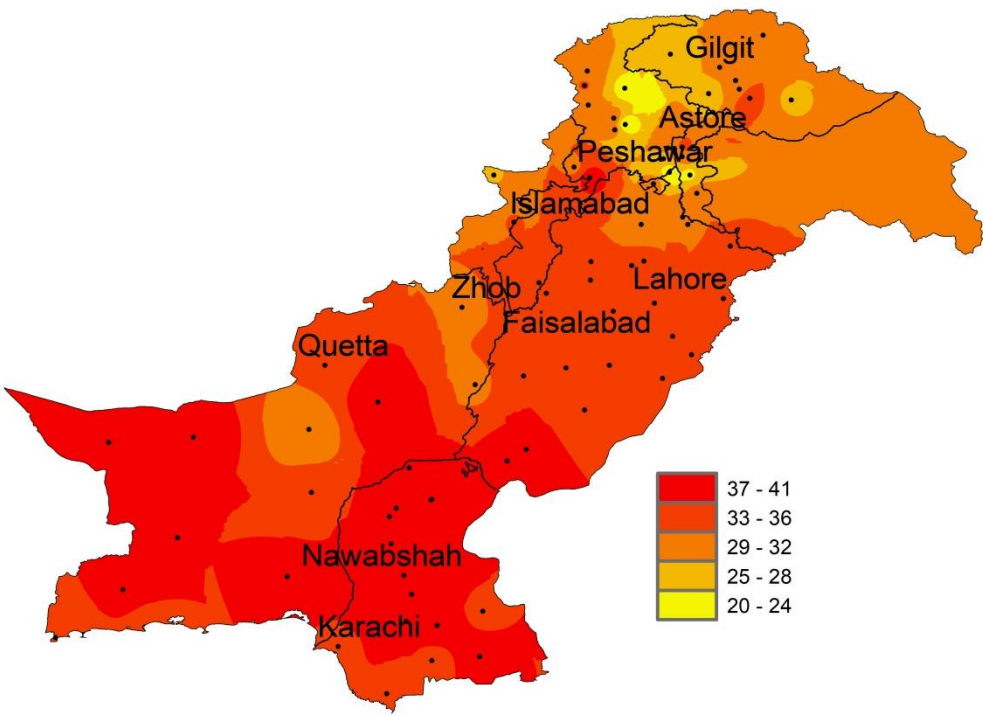 Gilgit
Astore
Peshawar
Islamabad
Zhob
Lahore
Faisalabad
Quetta
37 - 41
33 - 36
29 - 32
25 - 28
20 - 24
Nawabshah
Karachi